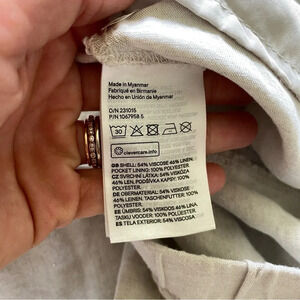 Made in Myanmar
Fabriqué en Birmanie
Hecho en Unión de Myanmar
O/N 231015
P/N 1067958.5
30
clevercare.info
GB SHELL: 54% VISCOSE 46% LINEN.
POCKET LINING: 100% POLYESTER
CZ SVRCHNÍ LÁTKA: 54% VISKÓZA
46% LEN. PODŠÍVKA KAPSY: 100%
POLYESTER.
DE OBERMATERIAL: 54% VISKOSE
46% LEINEN. TASCHENFUTTER: 100%
POLYESTER
EE ÜLAOSA: 54% VISKOOS 46% LINA.
TASKU VOODER: 100% POLÜESTER.
ES TELA EXTERIOR: 54% VISCOSA